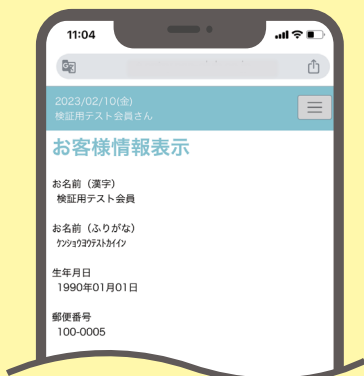 11:04
2023/02/10(金)
検証用テスト会員さん
お客様情報表示
お名前（漢字）
検証用テスト会員
お名前（ふりがな）
ｹﾝｼｮｳﾖｳﾃｽﾄｶｲｲﾝ
生年月日
1990年01月01日
郵便番号
100-0005